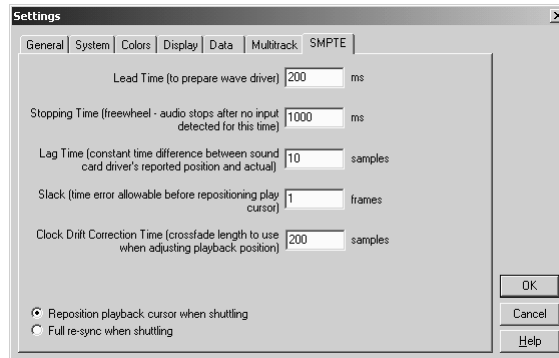 Settings
General System Colors Display Data Multitrack SMPTE
Lead Time (to prepare wave driver) 200 ms
Stopping Time (freewheel - audio stops after no input
detected for this time) 1000 ms
Lag Time (constant time difference between sound
card driver's reported position and actual) 10 samples
Slack (time error allowable before repositioning play
cursor) 1 frames
Clock Drift Correction Time (crossfade length to use
when adjusting playback position) 200 samples
Reposition playback cursor when shuttling
Full re-sync when shuttling
OK
Cancel
Help